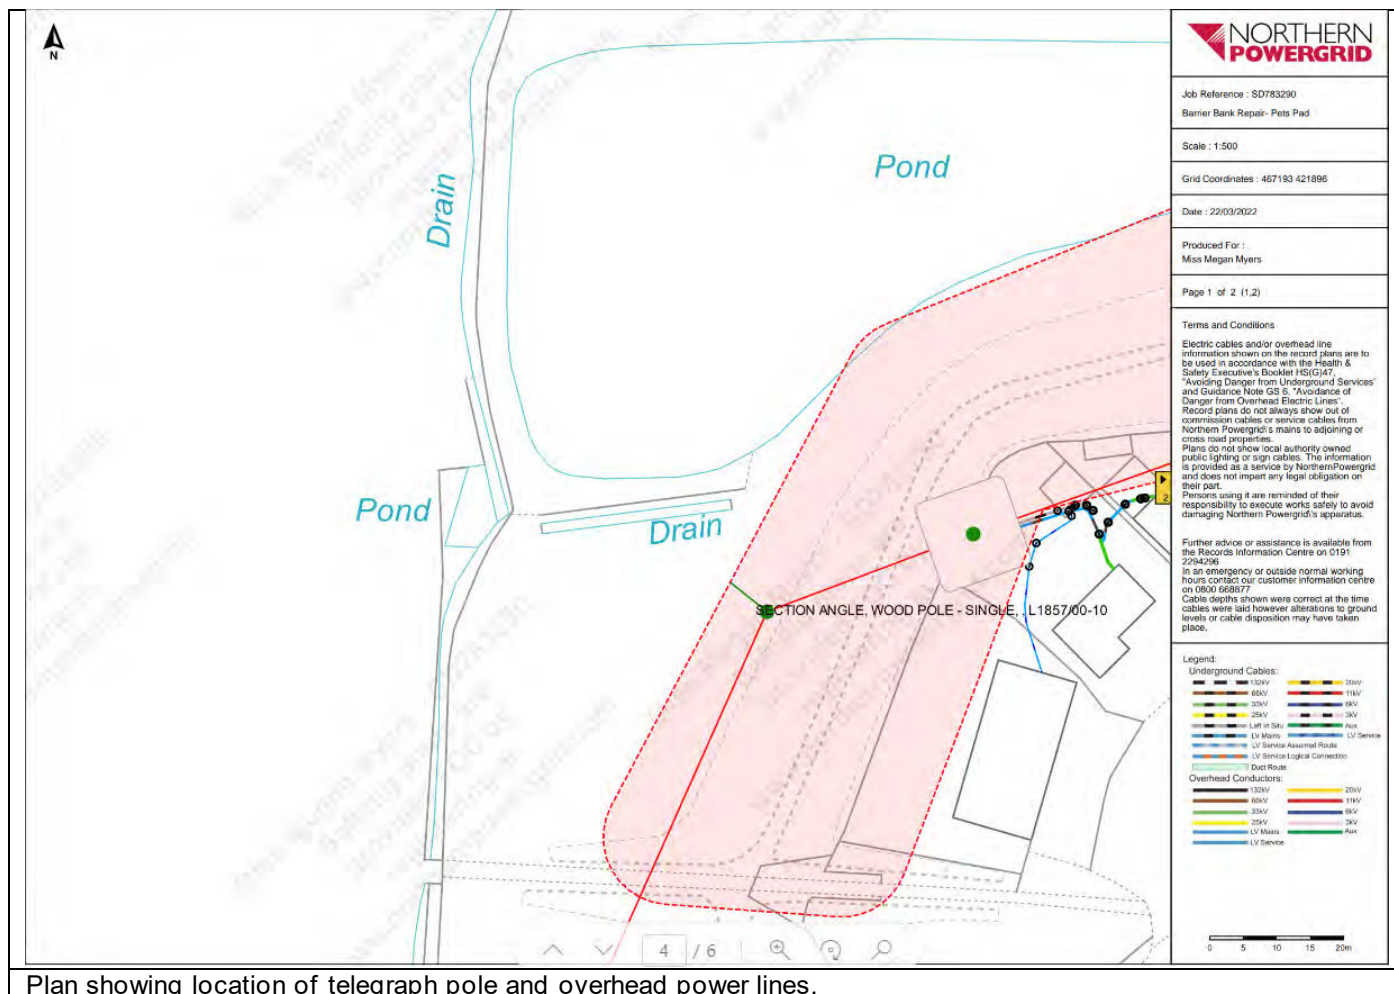 N
NORTHERN
POWERGRID
Job Reference : SD783290
Barrier Bank Repair- Pets Pad
Scale : 1:500
Grid Coordinates : 467193 421896
Date : 22/03/2022
Produced For :
Miss Megan Myers
Page 1 of 2 (1,2)
Terms and Conditions
Electric cables and/or overhead line
information shown on the record plans are to
be used in accordance with the Health &
Safety Executive's Booklet HS(G)47,
"Avoiding Danger from Underground Services"
and Guidance Note GS 6, "Avoidance of
Danger from Overhead Electric Lines".
Record plans do not always show out of
commission cables or service cables from
Northern Powergrid\s mains to adjoining or
cross road properties.
Plans do not show local authority owned
public lighting or sign cables. The information
is provided as a service by NorthernPowergrid
and does not impart any legal obligation on
their part.
Persons using it are reminded of their
responsibility to execute works safely to avoid
damaging Northern Powergrid\s apparatus.
Further advice or assistance is available from
the Records Information Centre on 0191
2294296
In an emergency or outside normal working
hours contact our customer information centre
on 0800 668877
Cable depths shown were correct at the time
cables were laid however alterations to ground
levels or cable disposition may have taken
place.
Legend:
Underground Cables:
132kV 20kV
66kV 11kV
33kV 6kV
25kV 3kV
Left in Situ Aux
LV Mains LV Service
LV Service Assumed Route
LV Service Logical Connection
Duct Route
Overhead Conductors:
132kV 20kV
66kV 11kV
33kV 6kV
25kV 3kV
LV Mains Aux
LV Service
0 5 10 15 20m
Pond
Drain
Pond
Drain
2
SECTION ANGLE, WOOD POLE - SINGLE, , L1857/00-10
4 / 6
Plan showing location of telegraph pole and overhead power lines.